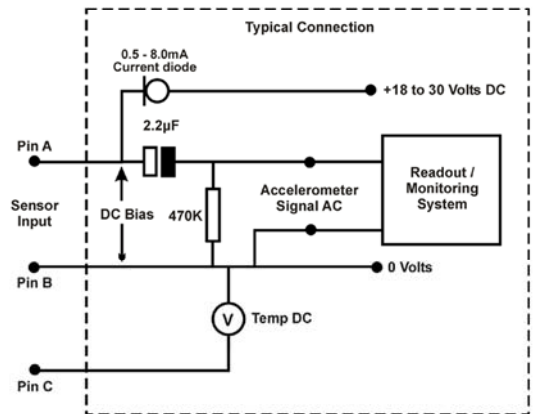 Typical Connection
0.5 - 8.0mA
Current diode
+18 to 30 Volts DC
2.2µF
Pin A
Sensor
Input
DC Bias
470K
Accelerometer
Signal AC
Readout /
Monitoring
System
Pin B
0 Volts
V
Temp DC
Pin C